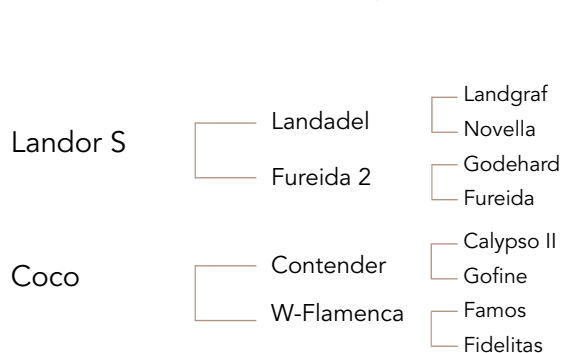 Landor S
Landadel
Landgraf
Novella
Fureida 2
Godehard
Fureida
Coco
Contender
Calypso II
Gofine
W-Flamenca
Famos
Fidelitas